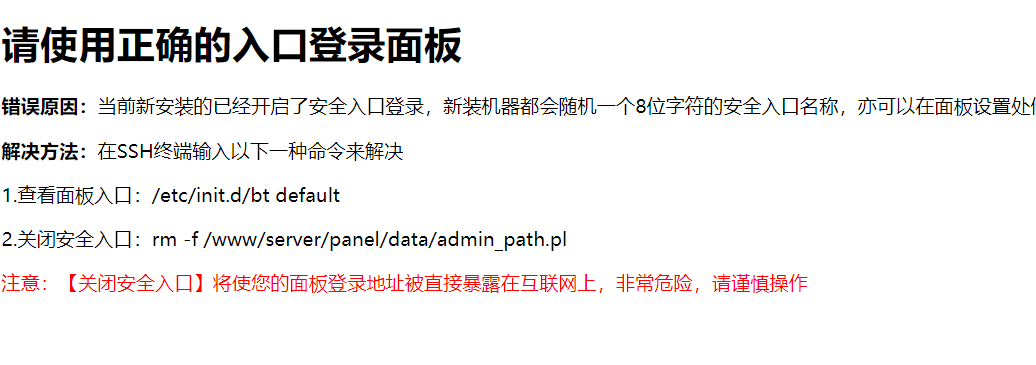 请使用正确的入口登录面板
错误原因：当前新安装的已经开启了安全入口登录，新装机器都会随机一个8位字符的安全入口名称，亦可以在面板设置处
解决方法：在SSH终端输入以下一种命令来解决
1.查看面板入口：/etc/init.d/bt default
2.关闭安全入口：rm -f /www/server/panel/data/admin_path.pl
注意：【关闭安全入口】将使您的面板登录地址被直接暴露在互联网上，非常危险，请谨慎操作